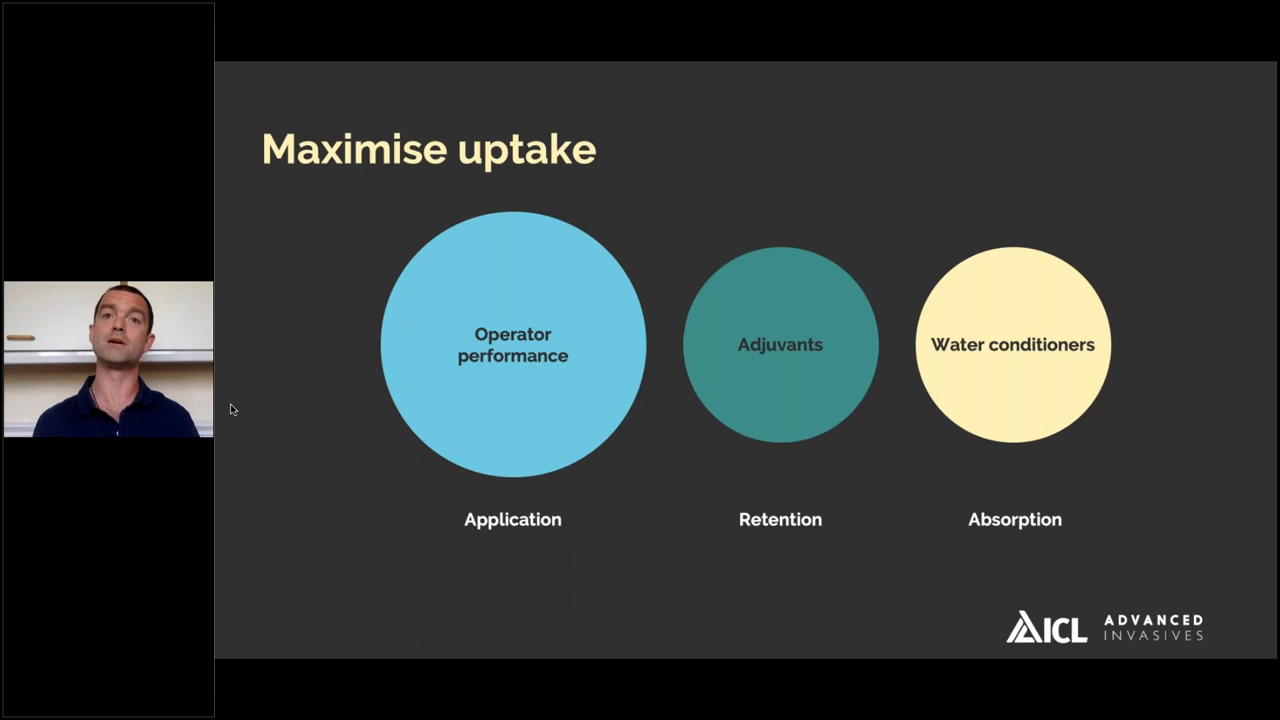 Maximise uptake
Operator
performance
Adjuvants
Water conditioners
Application
Retention
Absorption
ICL
ADVANCED
INVASIVES